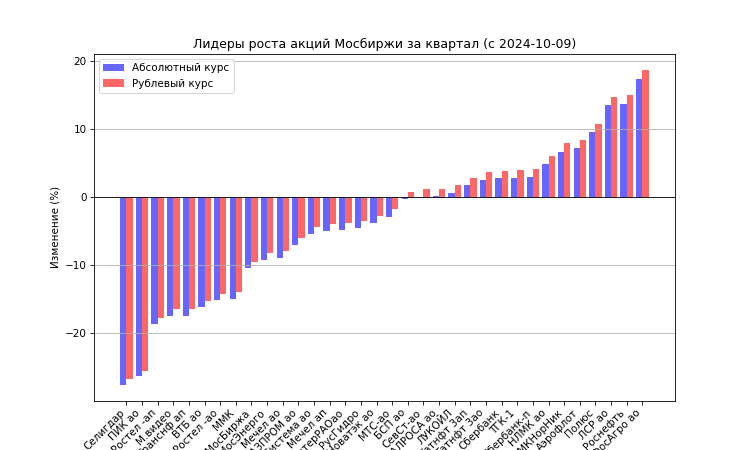 Лидеры роста акций Мосбиржи за квартал (с 2024-10-09)
Абсолютный курс
Рублевый курс
Изменение (%)
20
10
0
−10
−20
Селигдар
ПИК ао
Ростел -ап
М.видео
ВТБ ао
Ростел -ао
ММК
МосБиржа
МосЭнерго
Мечел ао
Мечел ап
РусГидро
МТС-ао
БСП ао
СевСт-ао
ЛУКОЙЛ
Сбербанк
ТГК-1
НЛМК ао
Аэрофлот
Полюс
ЛСР ао
Роснефть